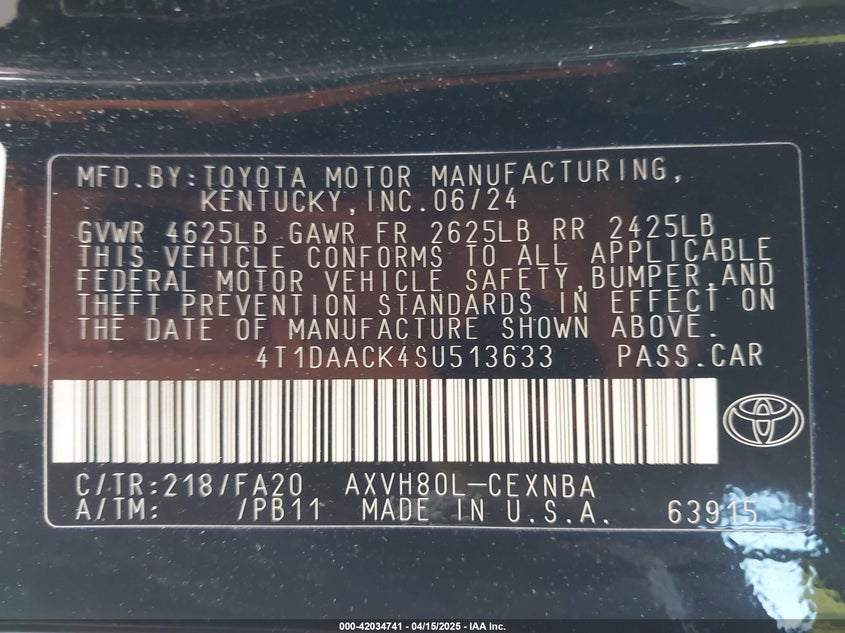 MFD.BY:TOYOTA MOTOR MANUFACTURING,
KENTUCKY,INC.06/24
GVWR 4625LB GAWR FR 2625LB RR 2425LB
THIS VEHICLE CONFORMS TO ALL APPLICABLE
FEDERAL MOTOR VEHICLE SAFETY,BUMPER,AND
THEFT PREVENTION STANDARDS IN EFFECT ON
THE DATE OF MANUFACTURE SHOWN ABOVE.
4T1DAACK4SU513633 PASS.CAR
C/TR:218/FA20 AXVH80L-CEXNBA
A/TM: /PB11 MADE IN U.S.A. 63915
000-42034741 - 04/15/2025 - IAA Inc.